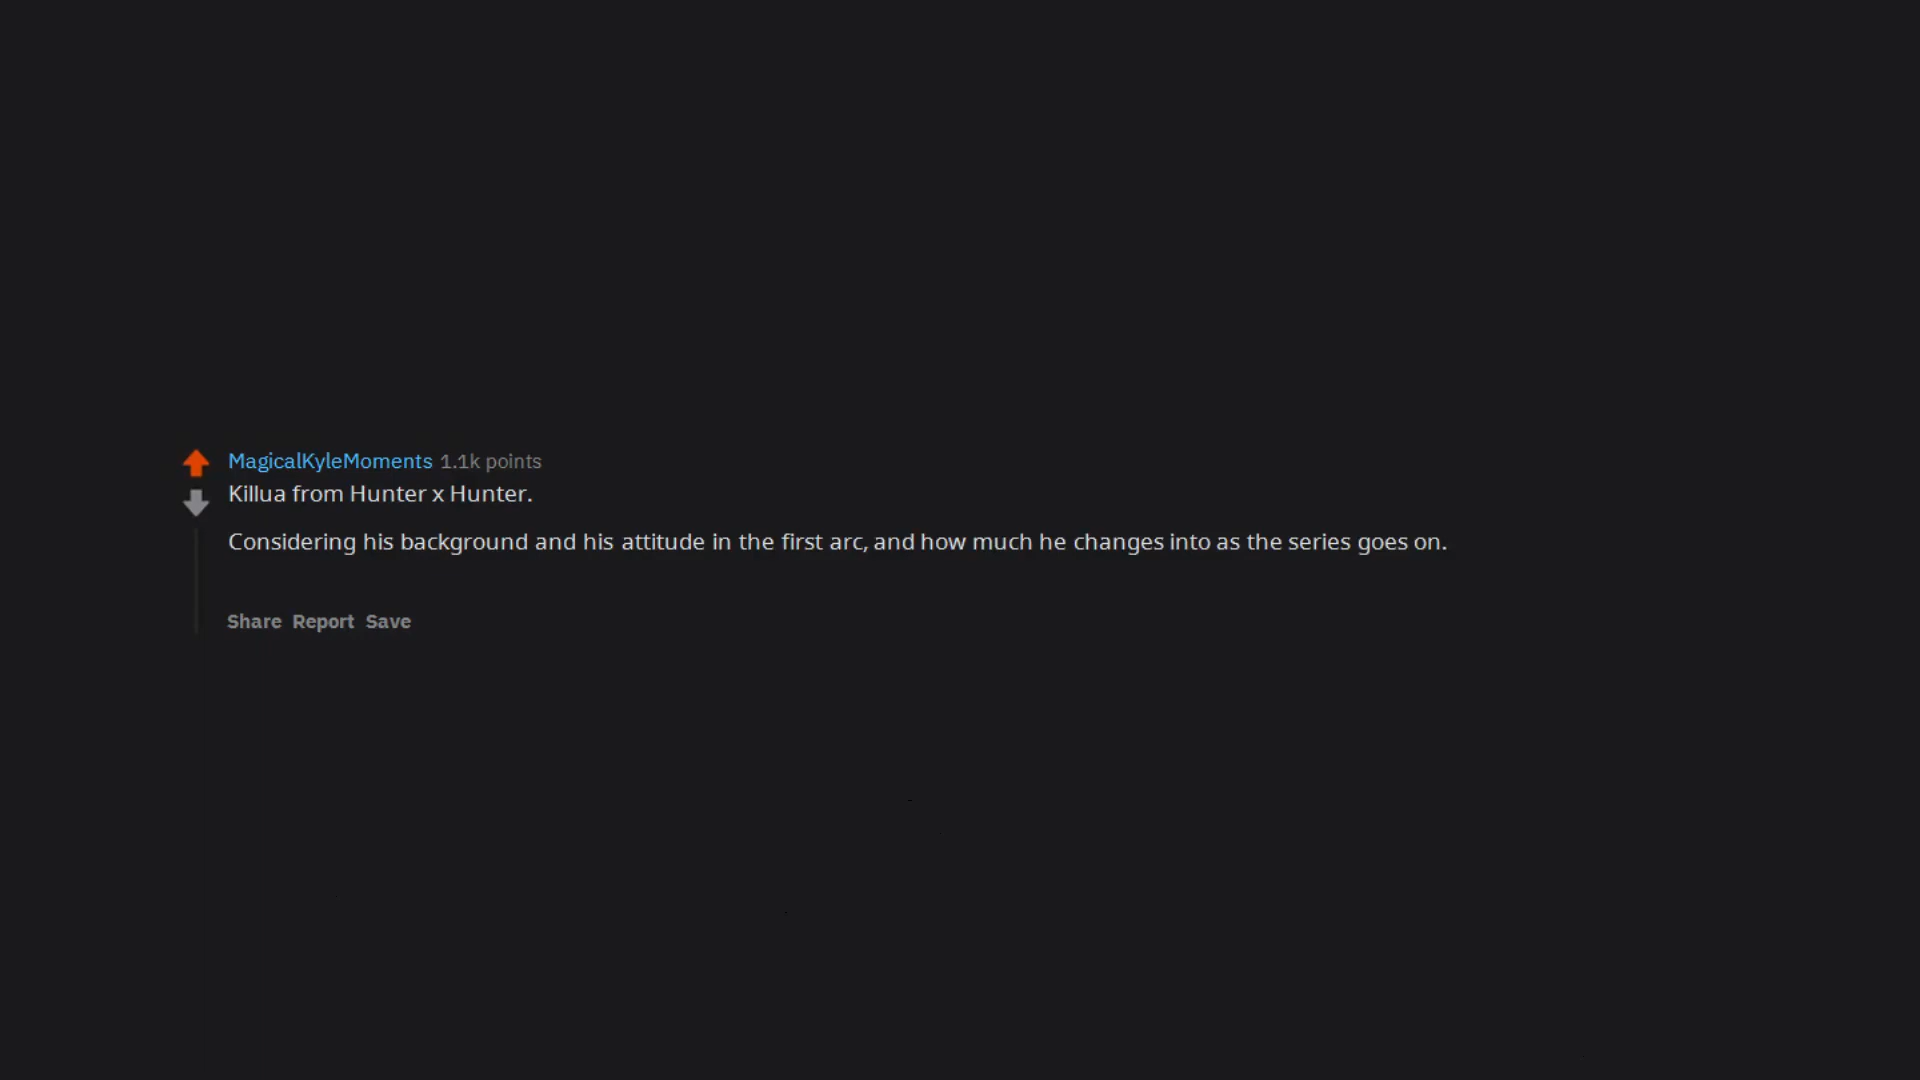 MagicalKyleMoments 1.1k points
Killua from Hunter x Hunter.
Considering his background and his attitude in the first arc, and how much he changes into as the series goes on.
Share Report Save